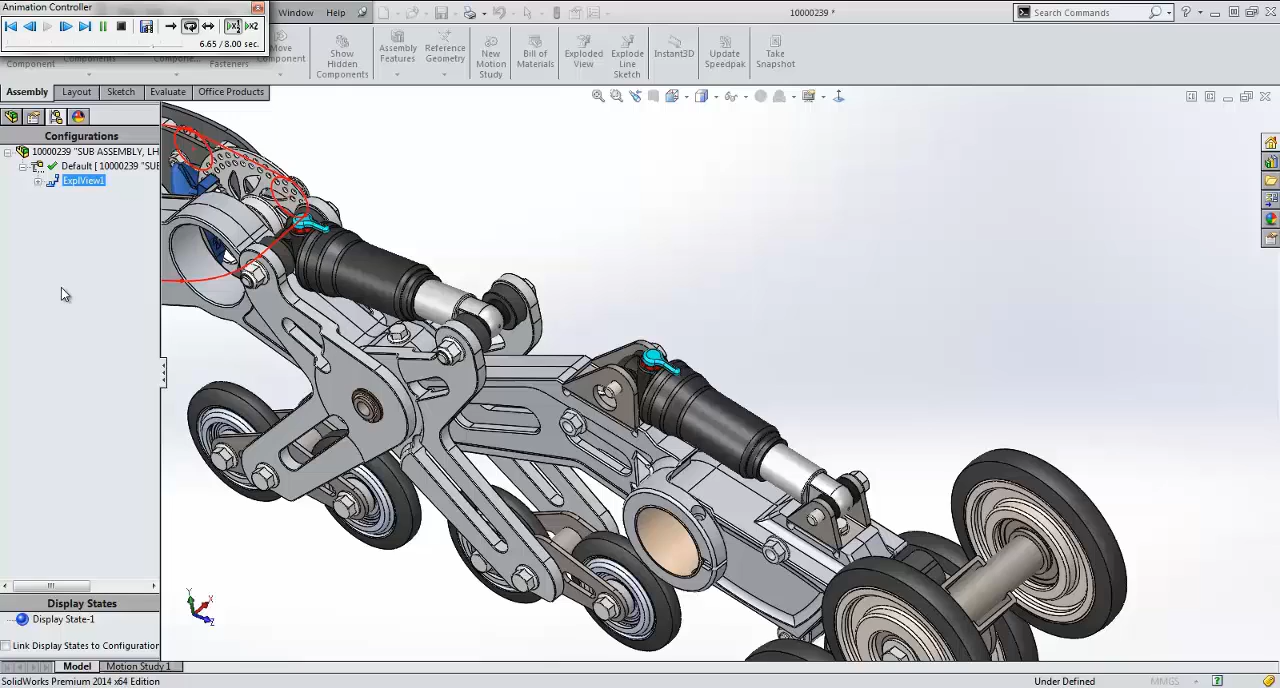 Animation Controller
Window Help
10000239 *
Search Commands
6.65 / 8.00 sec.
Component
Fasteners
Move Component
Show Hidden Components
Assembly Features
Reference Geometry
New Motion Study
Bill of Materials
Exploded View
Explode Line Sketch
Instant3D
Update Speedpak
Take Snapshot
Assembly Layout Sketch Evaluate Office Products
Configurations
10000239 "SUB ASSEMBLY, LH
Default [ 10000239 "SUB
ExplView1
Display States
Display State-1
Link Display States to Configuration
Y
X
Z
Model Motion Study 1
SolidWorks Premium 2014 x64 Edition
Under Defined
MMGS